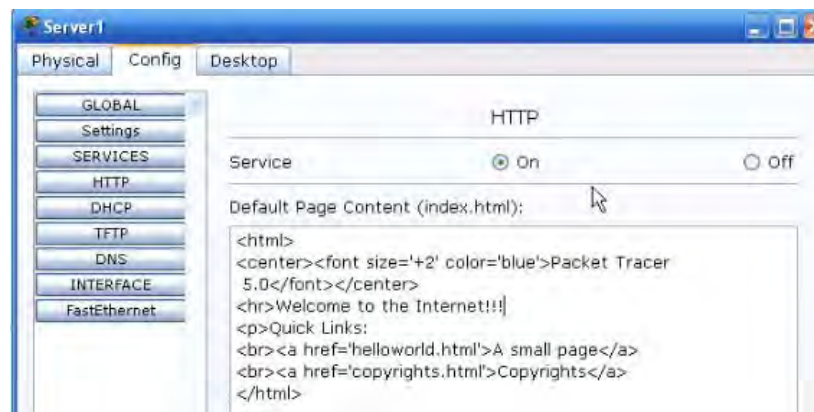 Server1
Physical Config Desktop
GLOBAL
Settings
SERVICES
HTTP
DHCP
TFTP
DNS
INTERFACE
FastEthernet
HTTP
Service On Off
Default Page Content (index.html):
<html>
<center><font size='+2' color='blue'>Packet Tracer
5.0</font></center>
<hr>Welcome to the Internet!!!
<p>Quick Links:
<br><a href='helloworld.html'>A small page</a>
<br><a href='copyrights.html'>Copyrights</a>
</html>